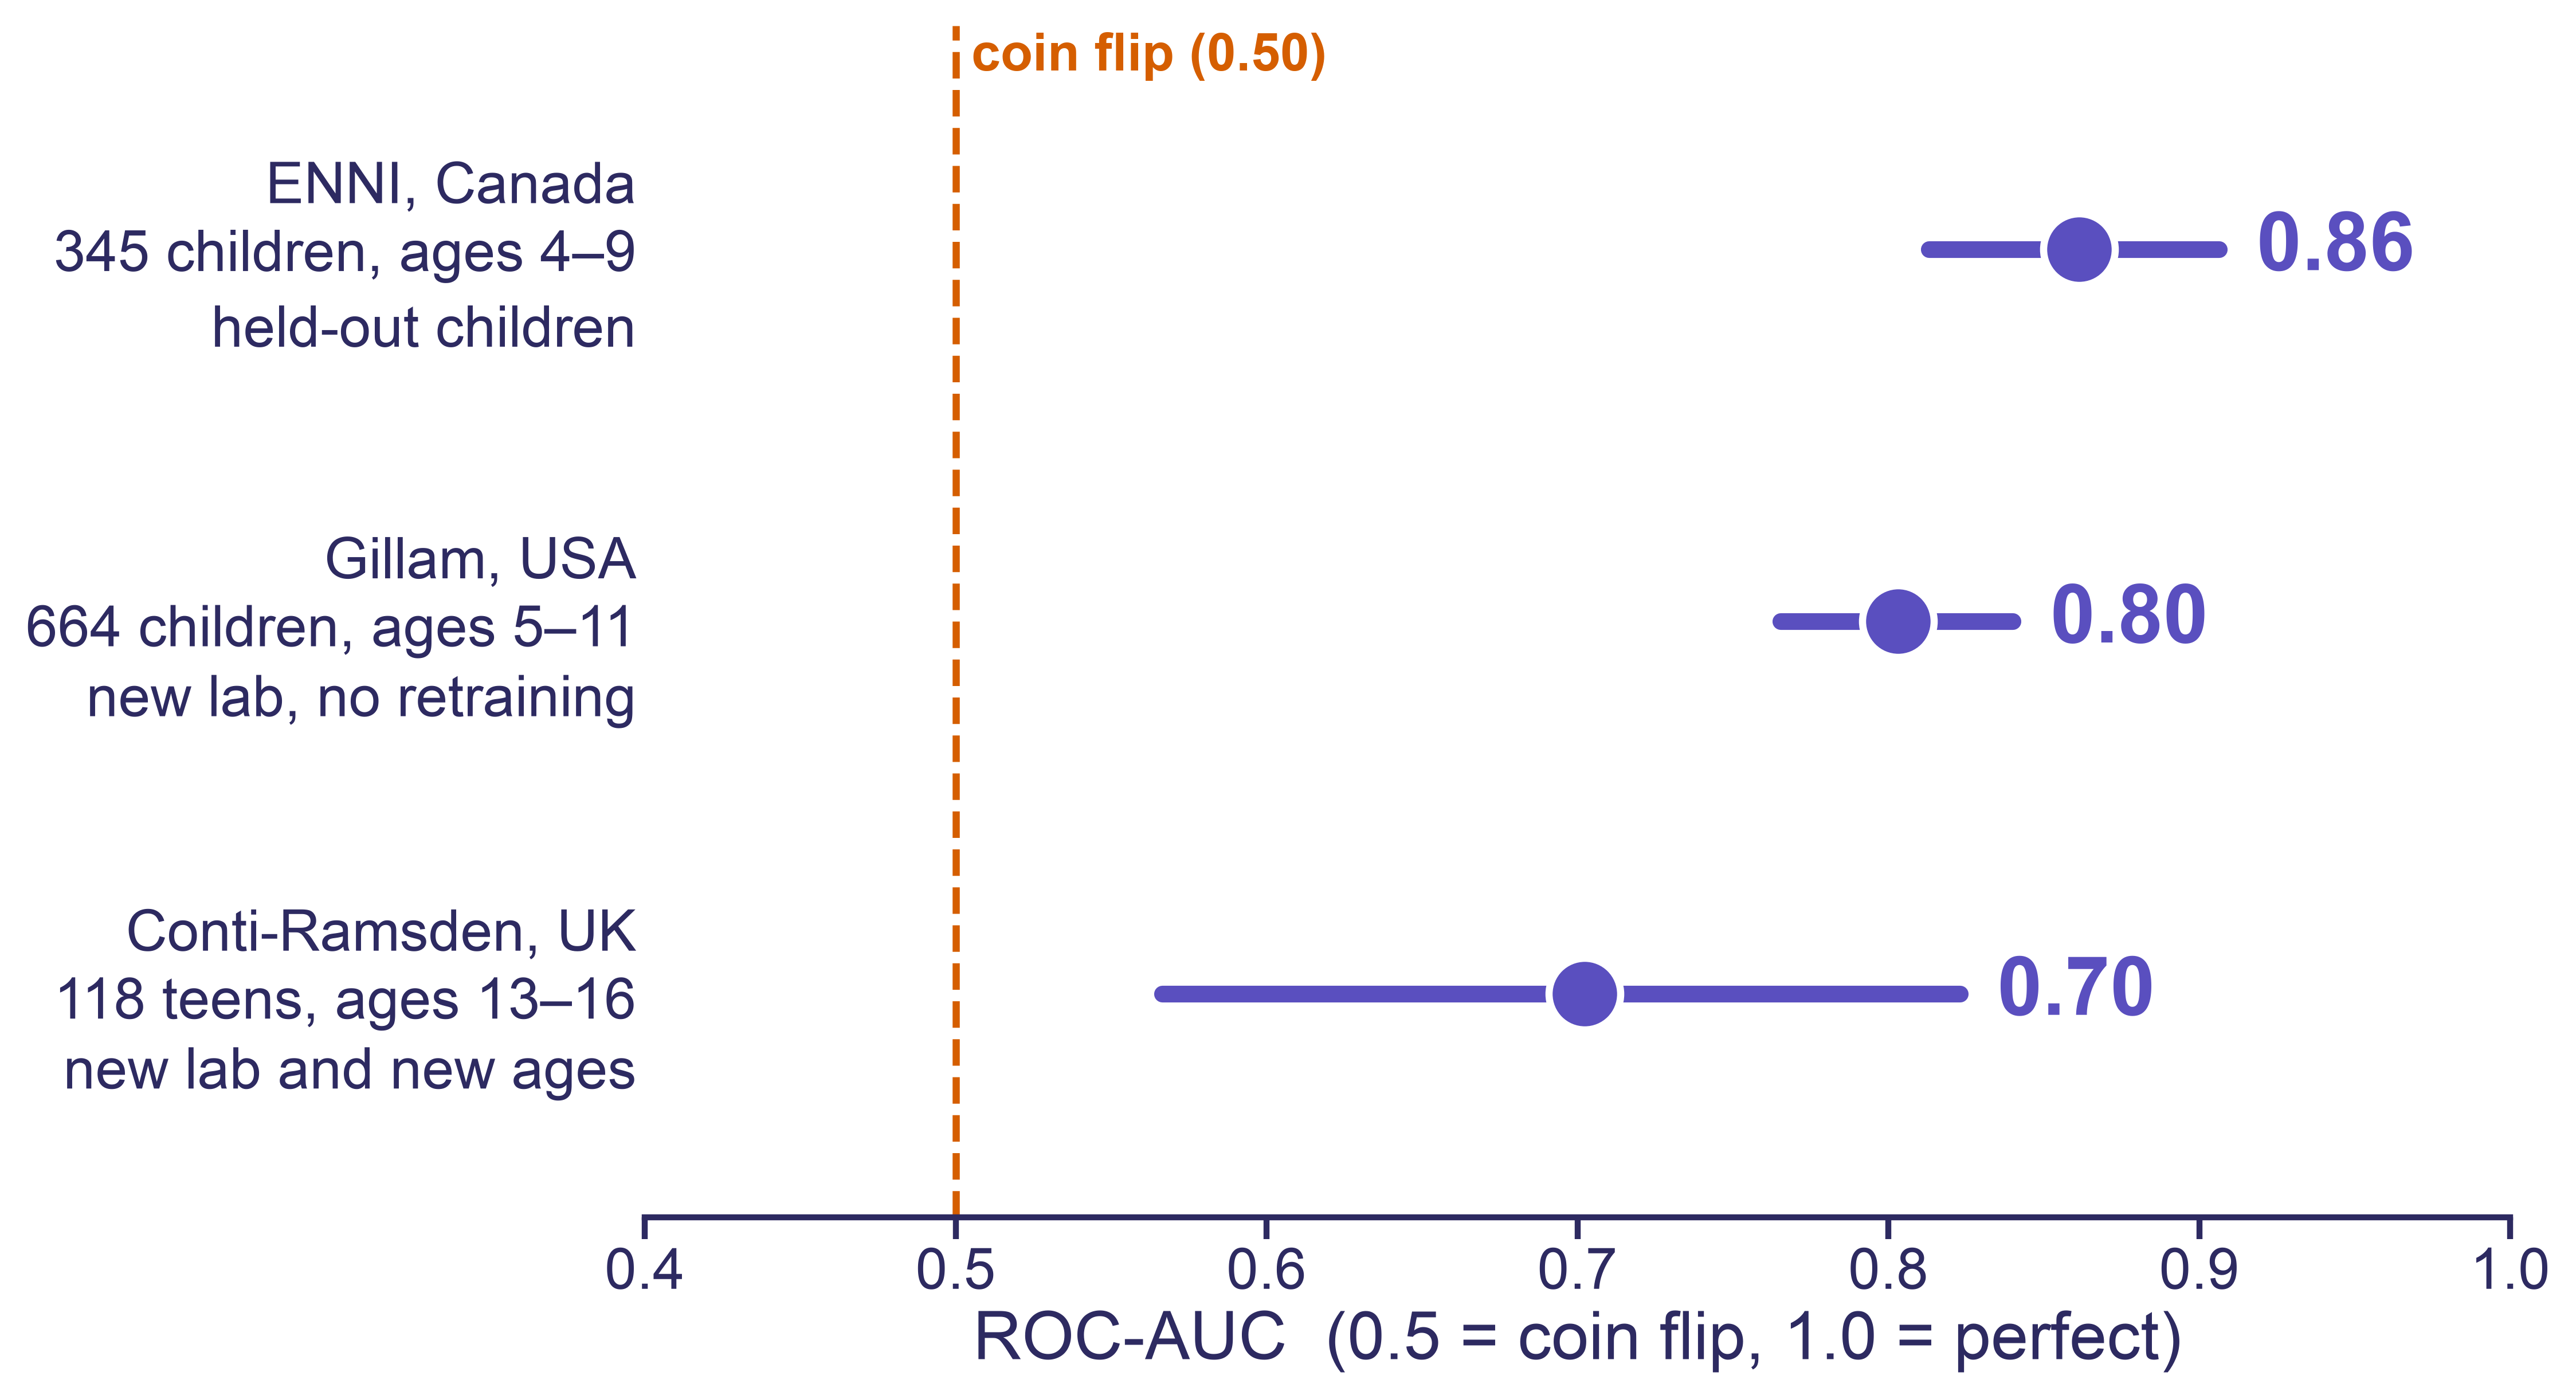 coin flip (0.50)
ENNI, Canada
345 children, ages 4–9
held-out children
0.86
Gillam, USA
664 children, ages 5–11
new lab, no retraining
0.80
Conti-Ramsden, UK
118 teens, ages 13–16
new lab and new ages
0.70
0.4 0.5 0.6 0.7 0.8 0.9 1.0
ROC-AUC (0.5 = coin flip, 1.0 = perfect)